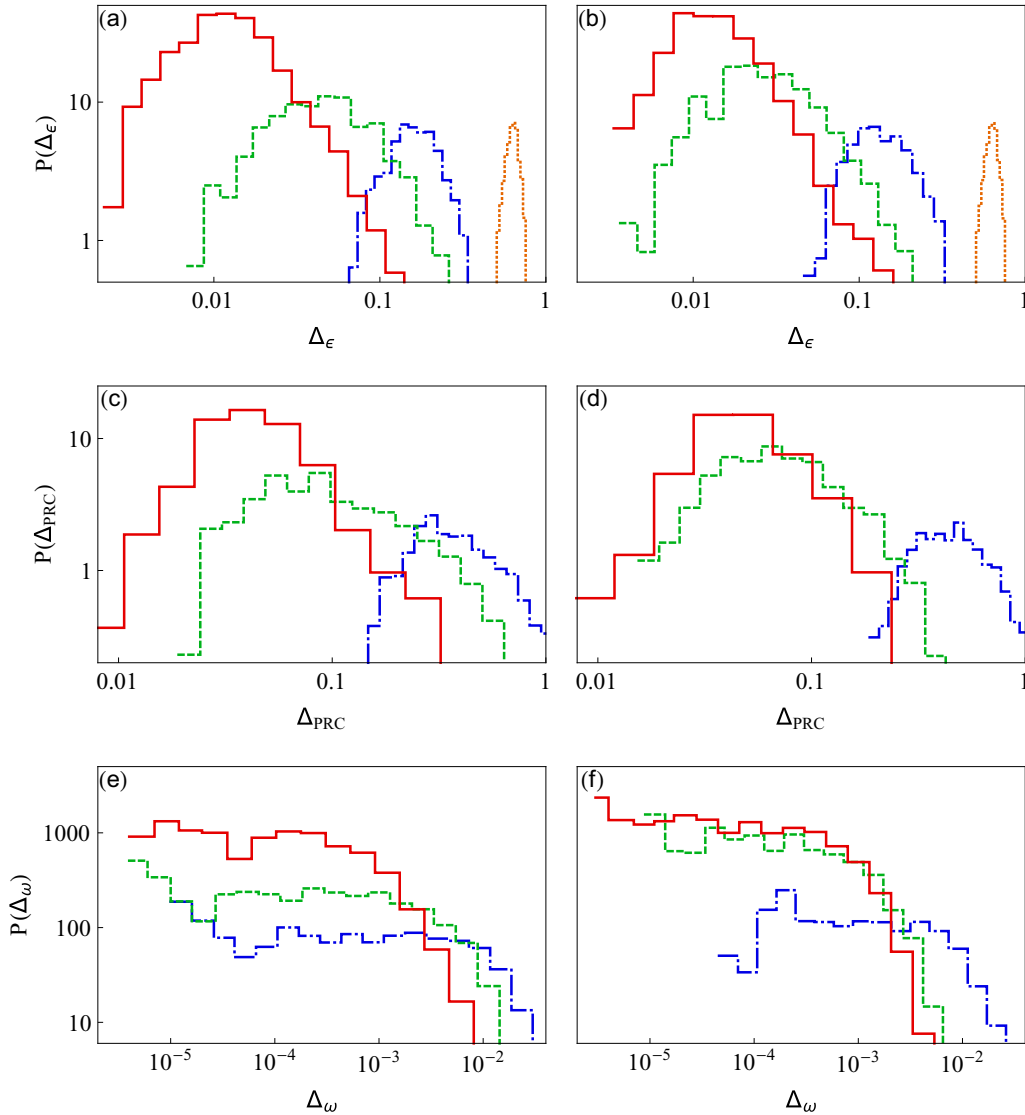 (a) (b)
P(Δ_ϵ) 10 1
0.01 0.1 1 0.01 0.1 1
Δ_ϵ Δ_ϵ
(c) (d)
P(Δ_PRC) 10 1
0.01 0.1 1 0.01 0.1 1
Δ_PRC Δ_PRC
(e) (f)
P(Δ_ω) 1000 100 10
10^-5 10^-4 10^-3 10^-2 10^-5 10^-4 10^-3 10^-2
Δ_ω Δ_ω